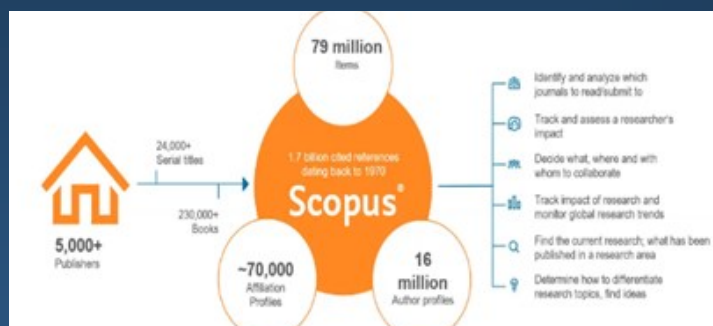 79 million
Items
24,000+
Serial titles
230,000+
Books
5,000+
Publishers
1.7 billion cited references
dating back to 1970
Scopus®
~70,000
Affiliation
Profiles
16
million
Author profiles
Identify and analyze which
journals to read/submit to
Track and assess a researcher's
impact
Decide what, where and with
whom to collaborate
Track impact of research and
monitor global research trends
Find the current research; what has been
published in a research area
Determine how to differentiate
research topics, find ideas